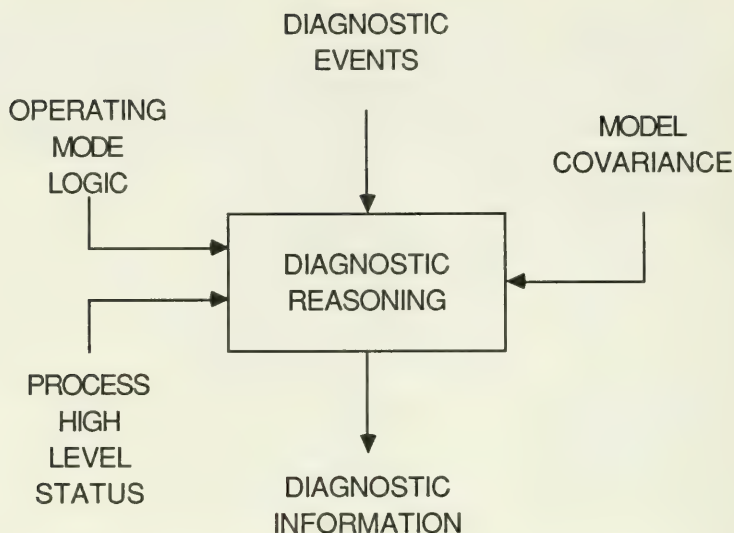 DIAGNOSTIC
EVENTS
OPERATING
MODE
LOGIC
MODEL
COVARIANCE
DIAGNOSTIC
REASONING
PROCESS
HIGH
LEVEL
STATUS
DIAGNOSTIC
INFORMATION